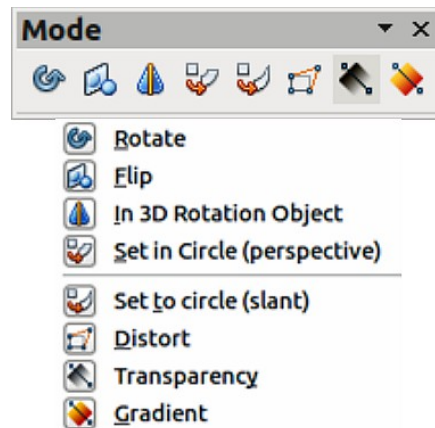 Mode
Rotate
Flip
In 3D Rotation Object
Set in Circle (perspective)
Set to circle (slant)
Distort
Transparency
Gradient